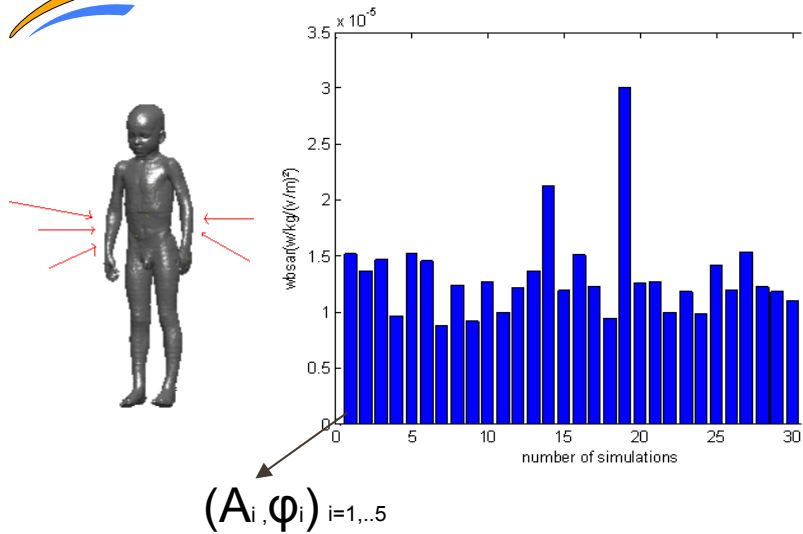 x 10⁻⁵
3.5
3
2.5
2
1.5
1
0.5
0
wbsar(w/kg/(v/m)²)
0 5 10 15 20 25 30
number of simulations
(Aᵢ,φᵢ) i=1,..5